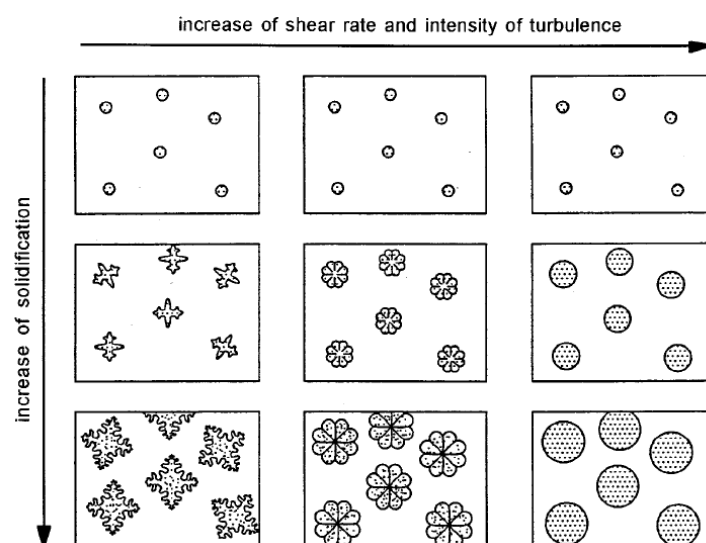 increase of shear rate and intensity of turbulence
increase of solidification